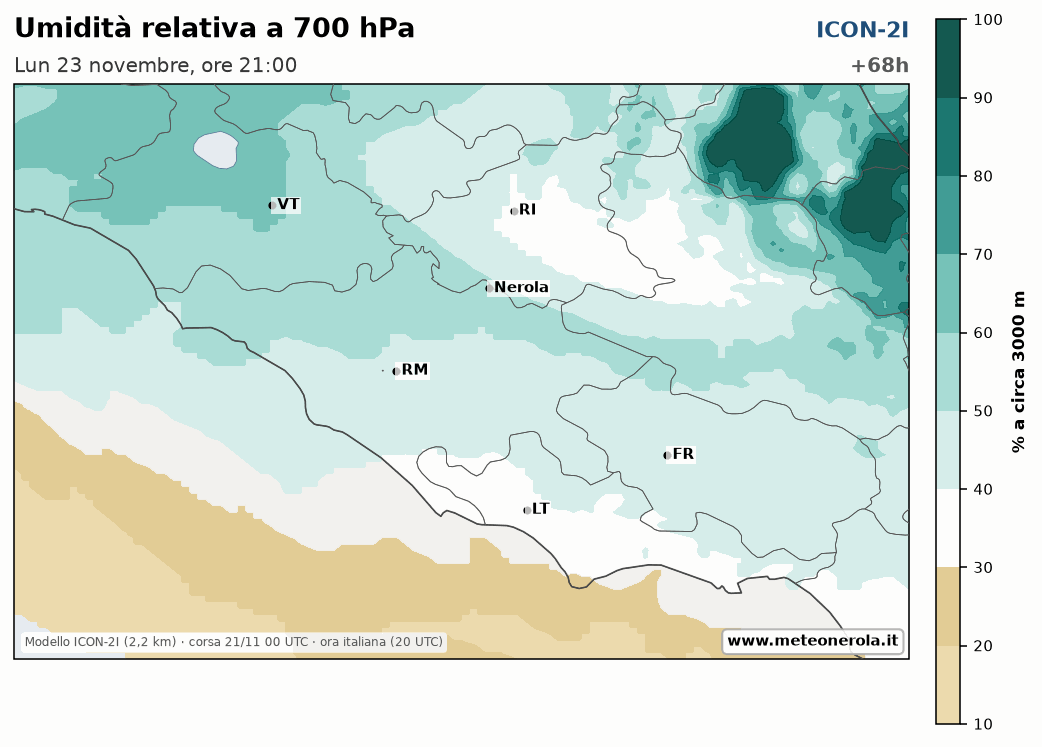 Umidità relativa a 700 hPa
ICON-2I
Lun 23 novembre, ore 21:00
+68h
100
90
80
70
60
50
40
30
20
10
% a circa 3000 m
VT
RI
Nerola
RM
FR
LT
Modello ICON-2I (2,2 km) · corsa 21/11 00 UTC · ora italiana (20 UTC)
www.meteonerola.it